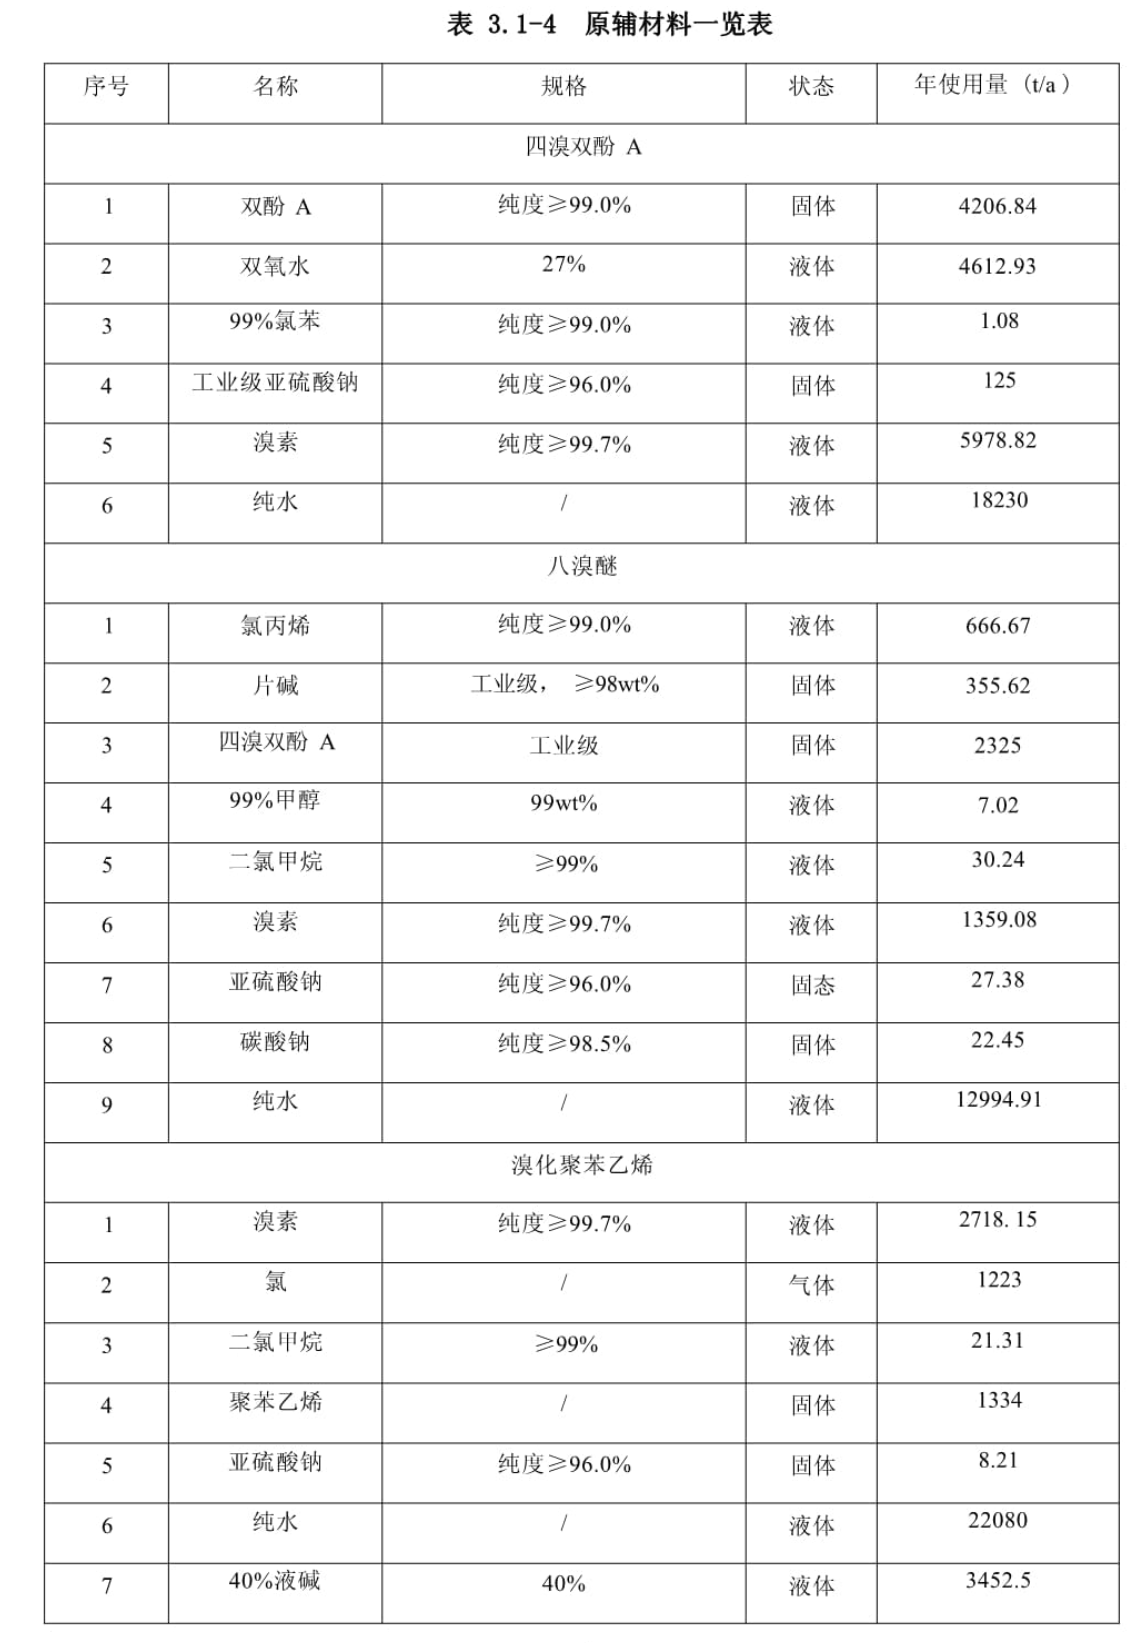 表 3.1-4 原辅材料一览表
序号 名称 规格 状态 年使用量 (t/a)
四溴双酚 A
1 双酚 A 纯度≥99.0% 固体 4206.84
2 双氧水 27% 液体 4612.93
3 99%氯苯 纯度≥99.0% 液体 1.08
4 工业级亚硫酸钠 纯度≥96.0% 固体 125
5 溴素 纯度≥99.7% 液体 5978.82
6 纯水 / 液体 18230
八溴醚
1 氯丙烯 纯度≥99.0% 液体 666.67
2 片碱 工业级， ≥98wt% 固体 355.62
3 四溴双酚 A 工业级 固体 2325
4 99%甲醇 99wt% 液体 7.02
5 二氯甲烷 ≥99% 液体 30.24
6 溴素 纯度≥99.7% 液体 1359.08
7 亚硫酸钠 纯度≥96.0% 固态 27.38
8 碳酸钠 纯度≥98.5% 固体 22.45
9 纯水 / 液体 12994.91
溴化聚苯乙烯
1 溴素 纯度≥99.7% 液体 2718. 15
2 氯 / 气体 1223
3 二氯甲烷 ≥99% 液体 21.31
4 聚苯乙烯 / 固体 1334
5 亚硫酸钠 纯度≥96.0% 固体 8.21
6 纯水 / 液体 22080
7 40%液碱 40% 液体 3452.5